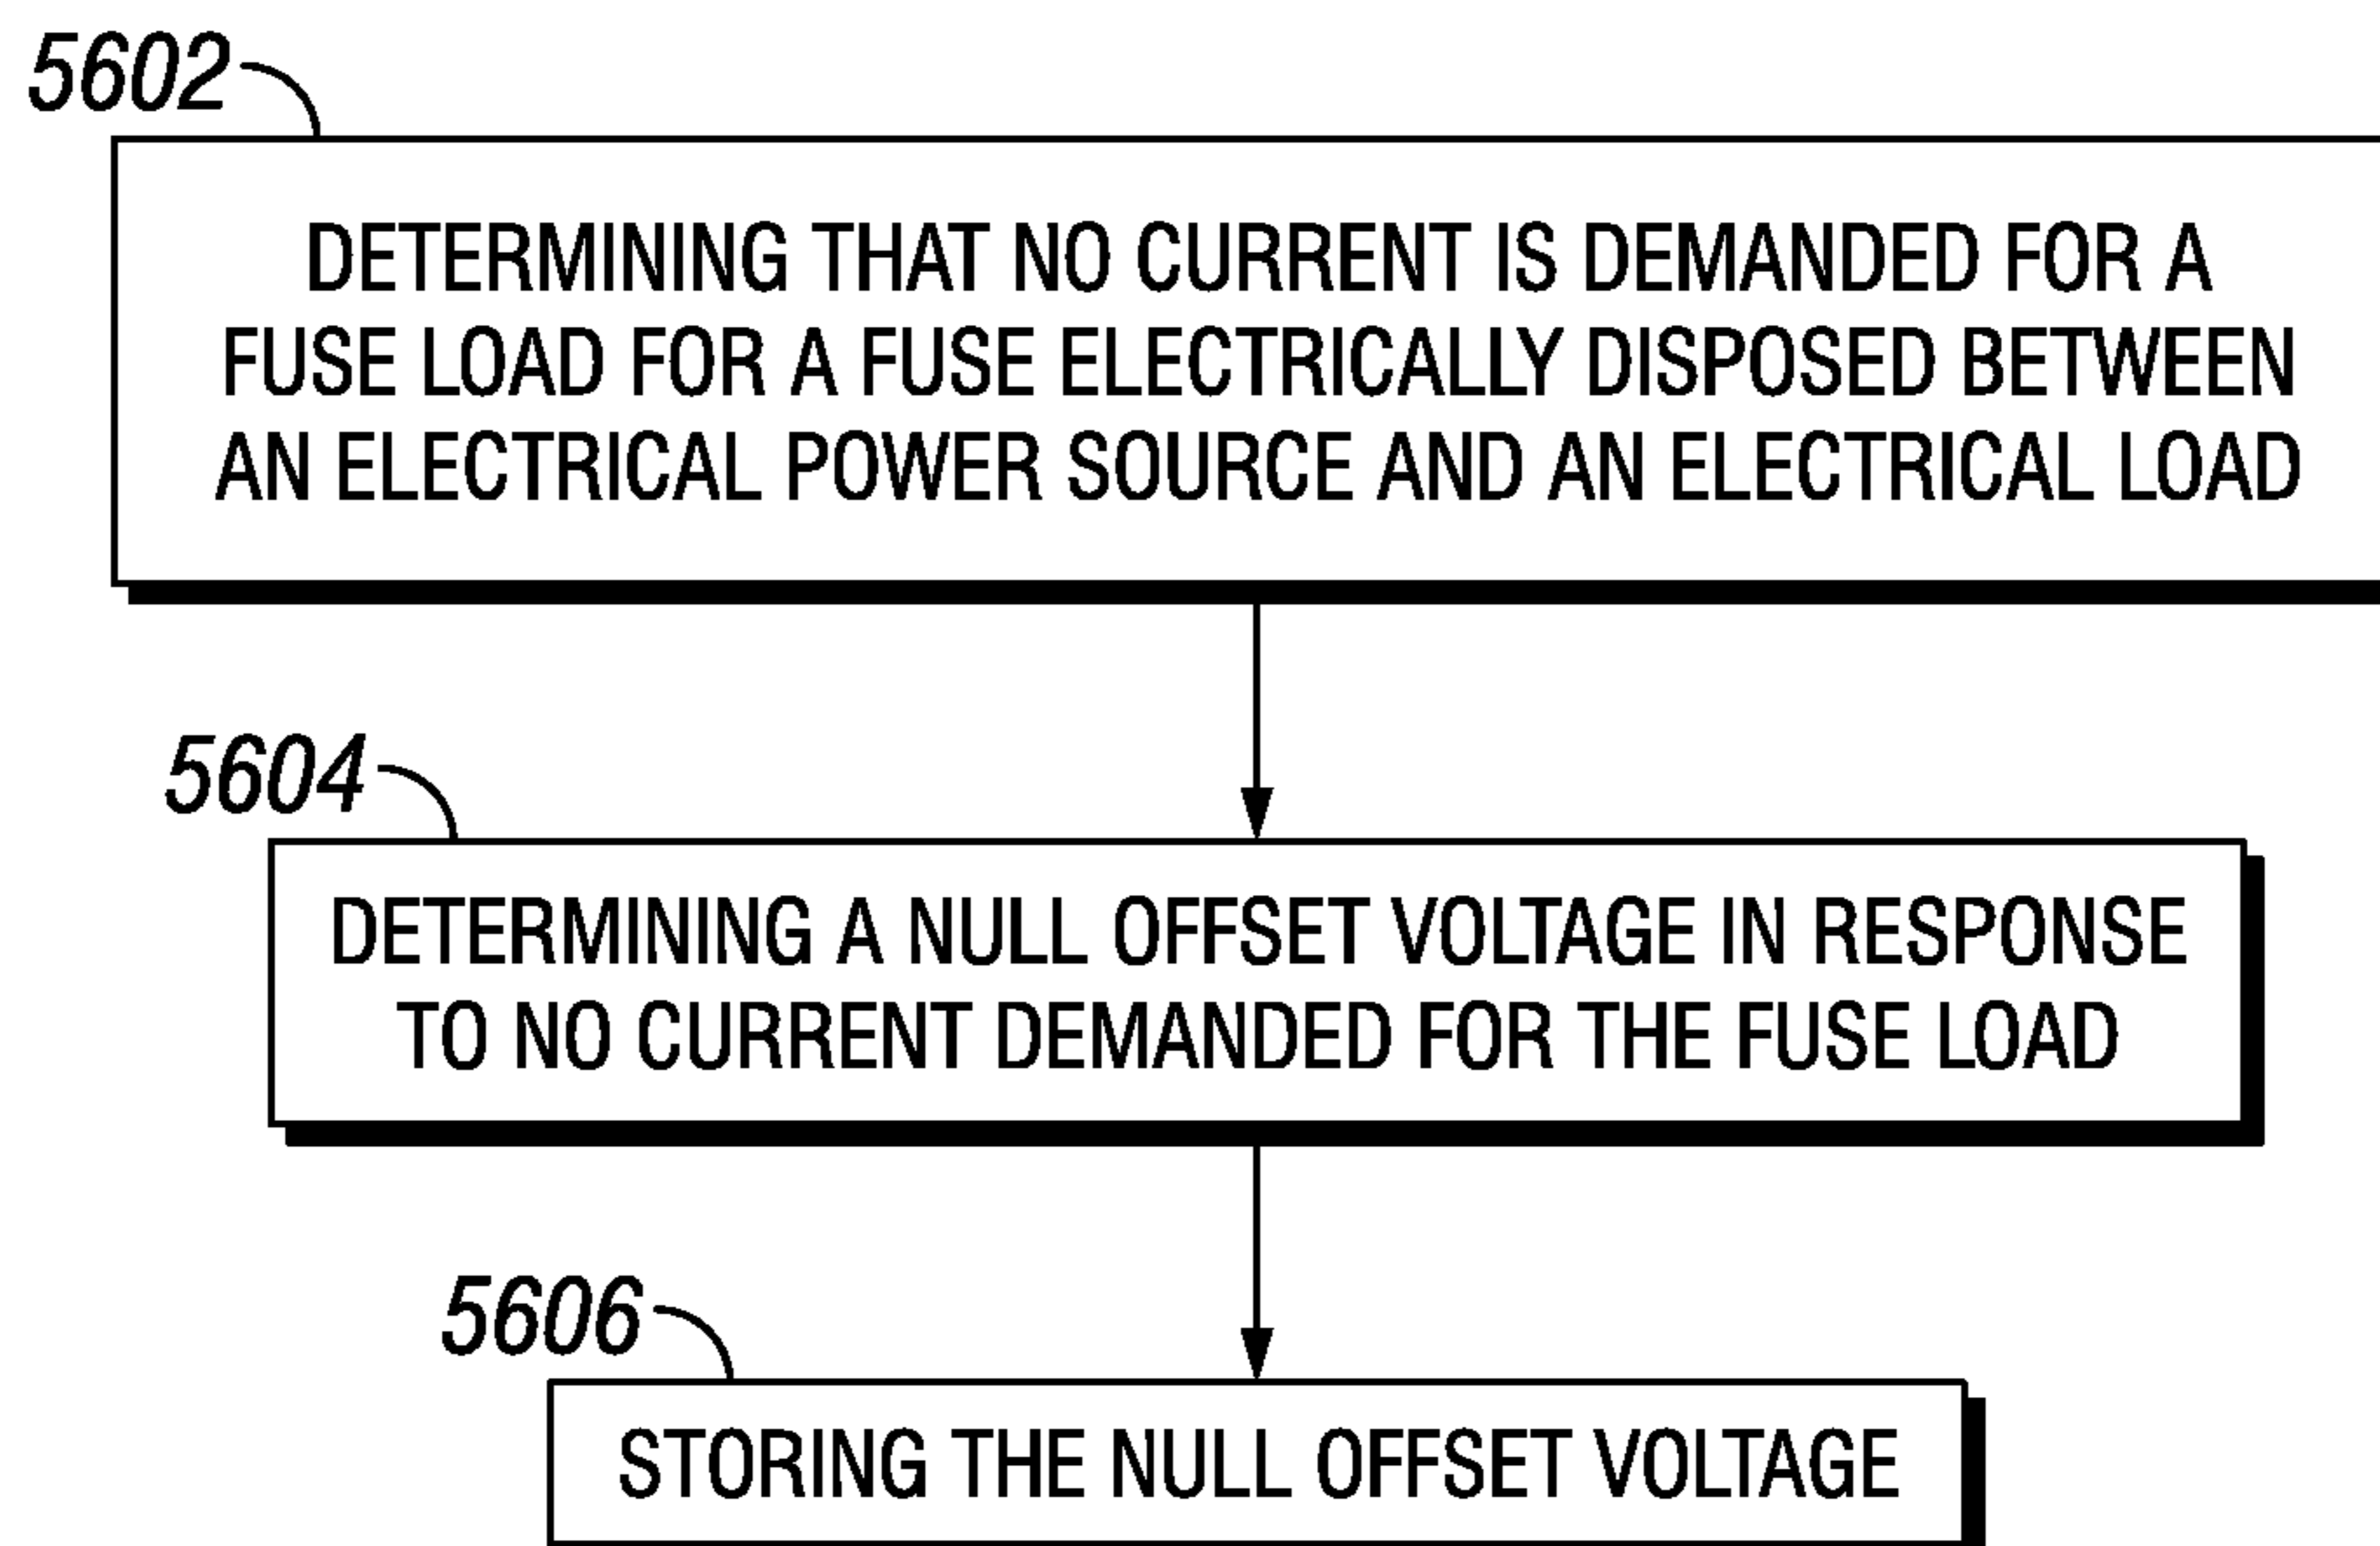 5602
DETERMINING THAT NO CURRENT IS DEMANDED FOR A
FUSE LOAD FOR A FUSE ELECTRICALLY DISPOSED BETWEEN
AN ELECTRICAL POWER SOURCE AND AN ELECTRICAL LOAD
5604
DETERMINING A NULL OFFSET VOLTAGE IN RESPONSE
TO NO CURRENT DEMANDED FOR THE FUSE LOAD
5606
STORING THE NULL OFFSET VOLTAGE